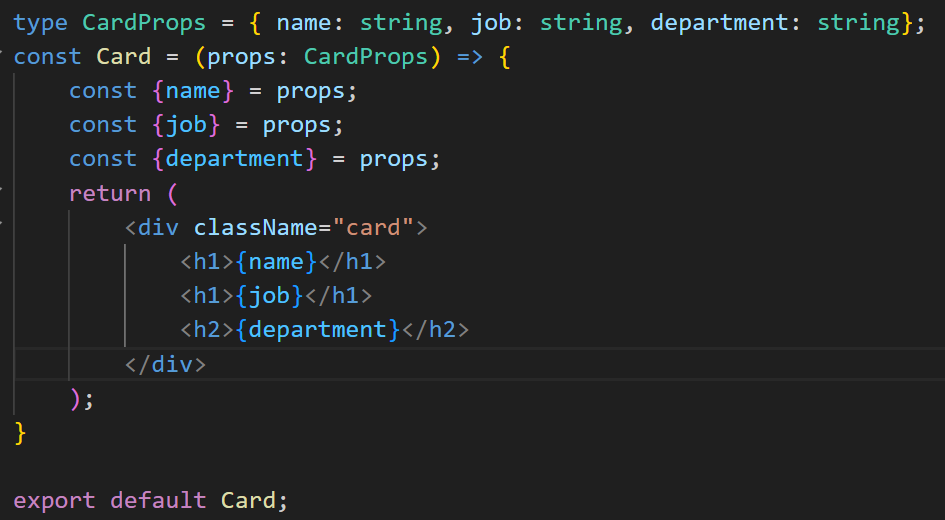 type CardProps = { name: string, job: string, department: string};
const Card = (props: CardProps) => {
    const {name} = props;
    const {job} = props;
    const {department} = props;
    return (
        <div className="card">
            <h1>{name}</h1>
            <h1>{job}</h1>
            <h2>{department}</h2>
        </div>
    );
}

export default Card;